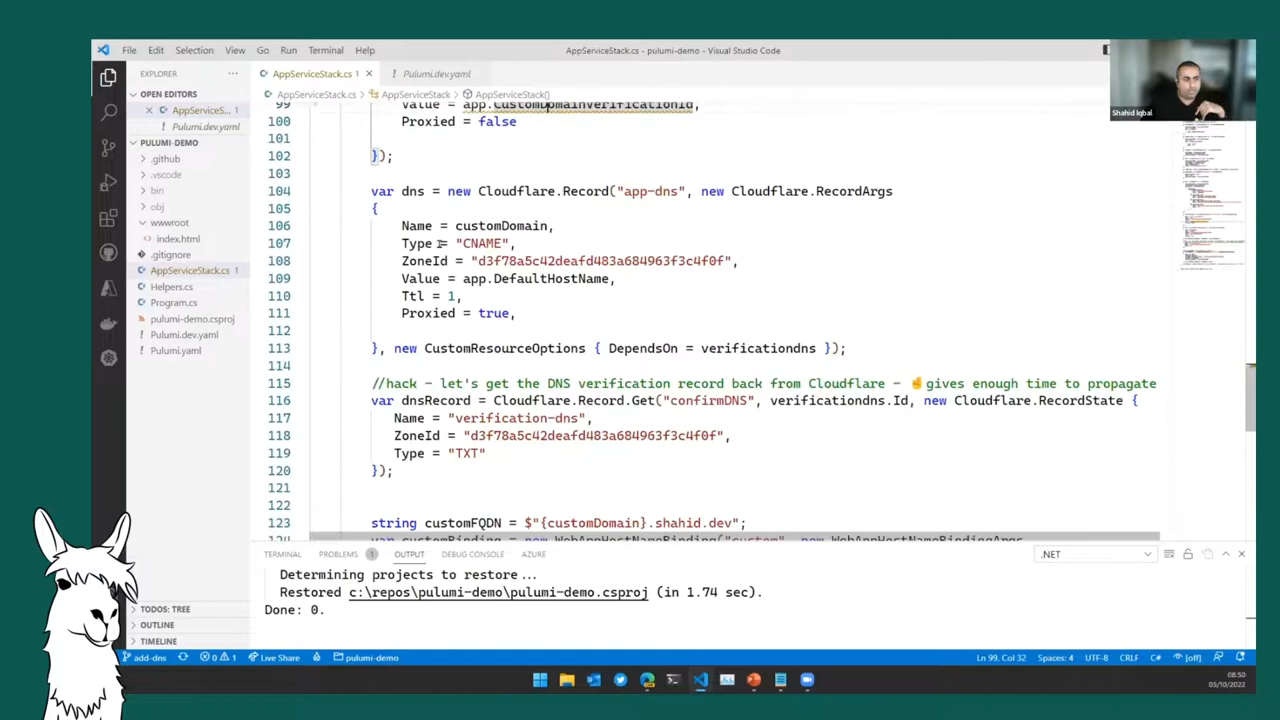 File Edit Selection View Go Run Terminal Help
AppServiceStack.cs - pulumi-demo - Visual Studio Code
EXPLORER
AppServiceStack.cs 1
Pulumi.dev.yaml
OPEN EDITORS
AppServiceStack.cs > AppServiceStack > AppServiceStack()
AppServiceS... 1
Pulumi.dev.yaml
PULUMI-DEMO
.github
.vscode
bin
obj
wwwroot
index.html
.gitignore
AppServiceStack.cs 1
Helpers.cs
Program.cs
pulumi-demo.csproj
Pulumi.dev.yaml
Pulumi.yaml
TODOS: TREE
OUTLINE
TIMELINE
99 Value = app.CustomDomainVerificationId,
100 Proxied = false
101
102 });
103
104 var dns = new Cloudflare.Record("app-dns", new Cloudflare.RecordArgs
105 {
106 Name = customDomain,
107 Type = "CNAME",
108 ZoneId = "d3f78a5c42deafd483a684963f3c4f0f",
109 Value = app.DefaultHostName,
110 Ttl = 1,
111 Proxied = true,
112
113 }, new CustomResourceOptions { DependsOn = verificationdns });
114
115 //hack - let's get the DNS verification record back from Cloudflare - 🤞gives enough time to propagate
116 var dnsRecord = Cloudflare.Record.Get("confirmDNS", verificationdns.Id, new Cloudflare.RecordState {
117 Name = "verification-dns",
118 ZoneId = "d3f78a5c42deafd483a684963f3c4f0f",
119 Type = "TXT"
120 });
121
122
123 string customFQDN = $"{customDomain}.shahid.dev";
124 var customBinding = new WebAppHostNameBinding("custom", new WebAppHostNameBindingArgs
Shahid Iqbal
TERMINAL PROBLEMS 1 OUTPUT DEBUG CONSOLE AZURE
.NET
Determining projects to restore...
Restored c:\repos\pulumi-demo\pulumi-demo.csproj (in 1.74 sec).
Done: 0.
add-dns 0 1 Live Share pulumi-demo
Ln 99, Col 32 Spaces: 4 UTF-8 CRLF C# [off]
08:50
05/10/2022